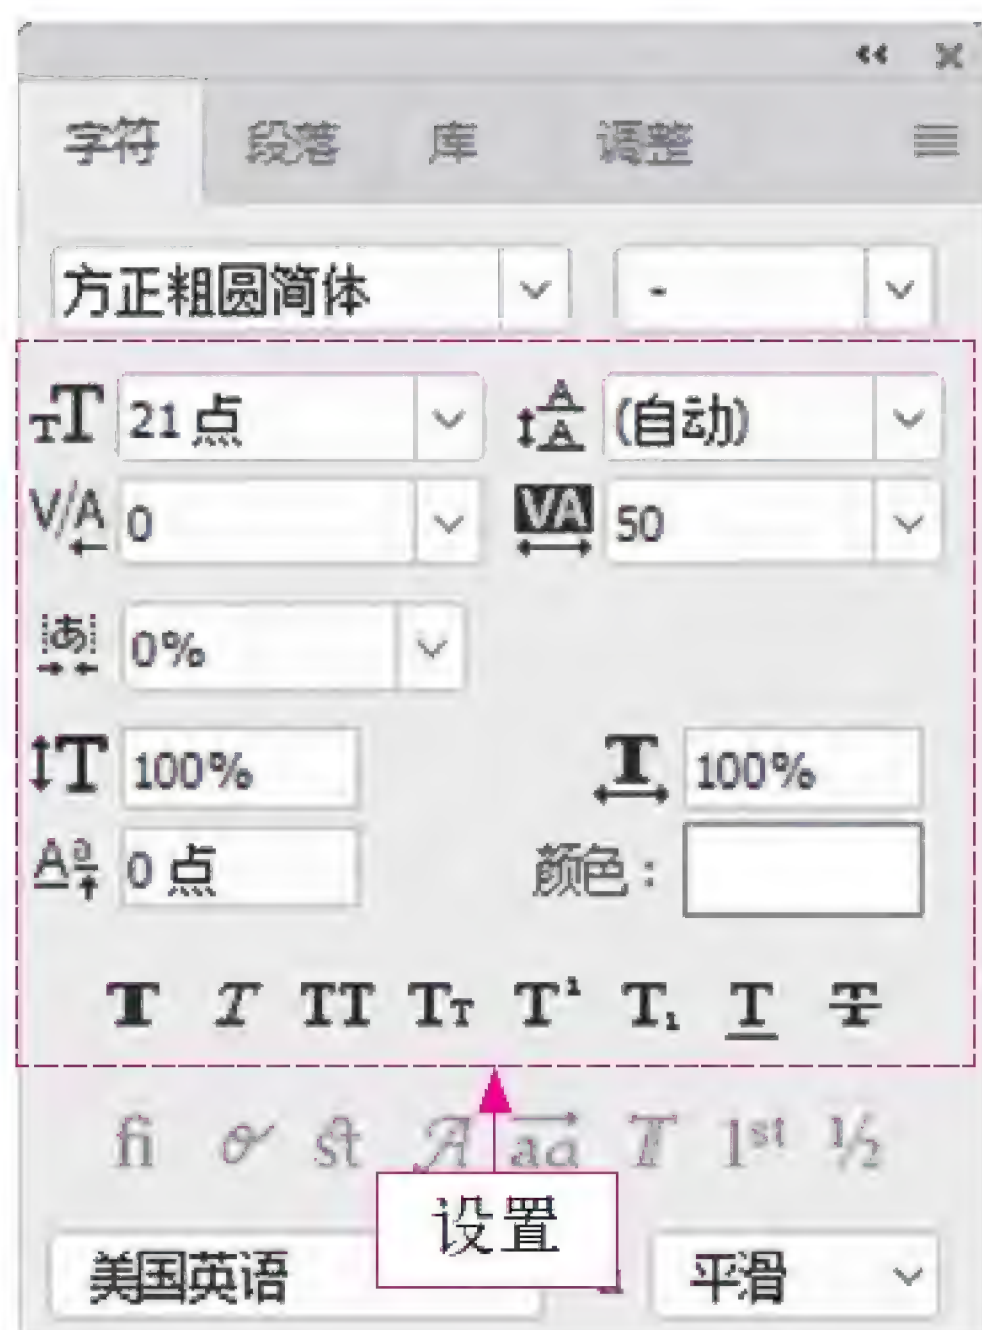 字符 段落 库 调整
方正粗圆简体 -
21 点 (自动)
0 50
0%
100% 100%
0 点 颜色：
设置
美国英语 平滑